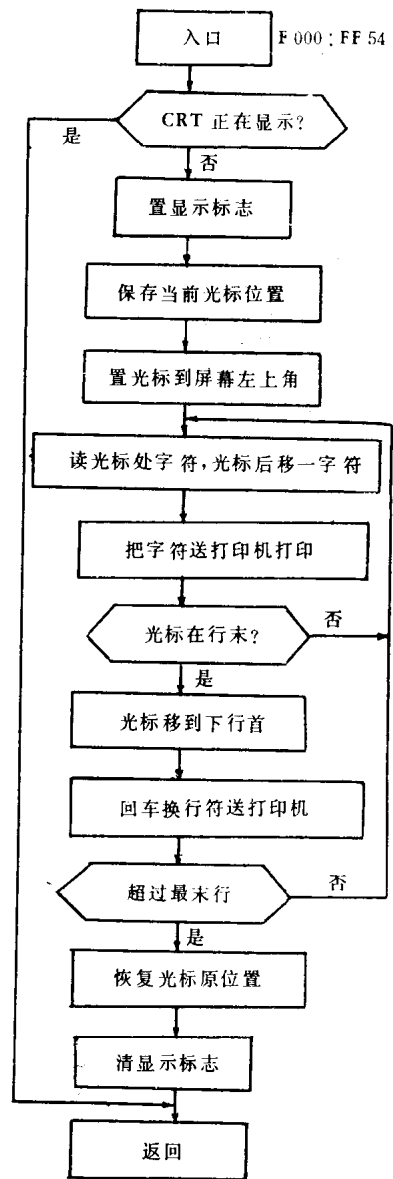 入口 F000:FF54
CRT 正在显示?
是
否
置显示标志
保存当前光标位置
置光标到屏幕左上角
读光标处字符,光标后移一字符
把字符送打印机打印
光标在行末?
否
是
光标移到下行首
回车换行符送打印机
超过最末行
否
是
恢复光标原位置
清显示标志
返回